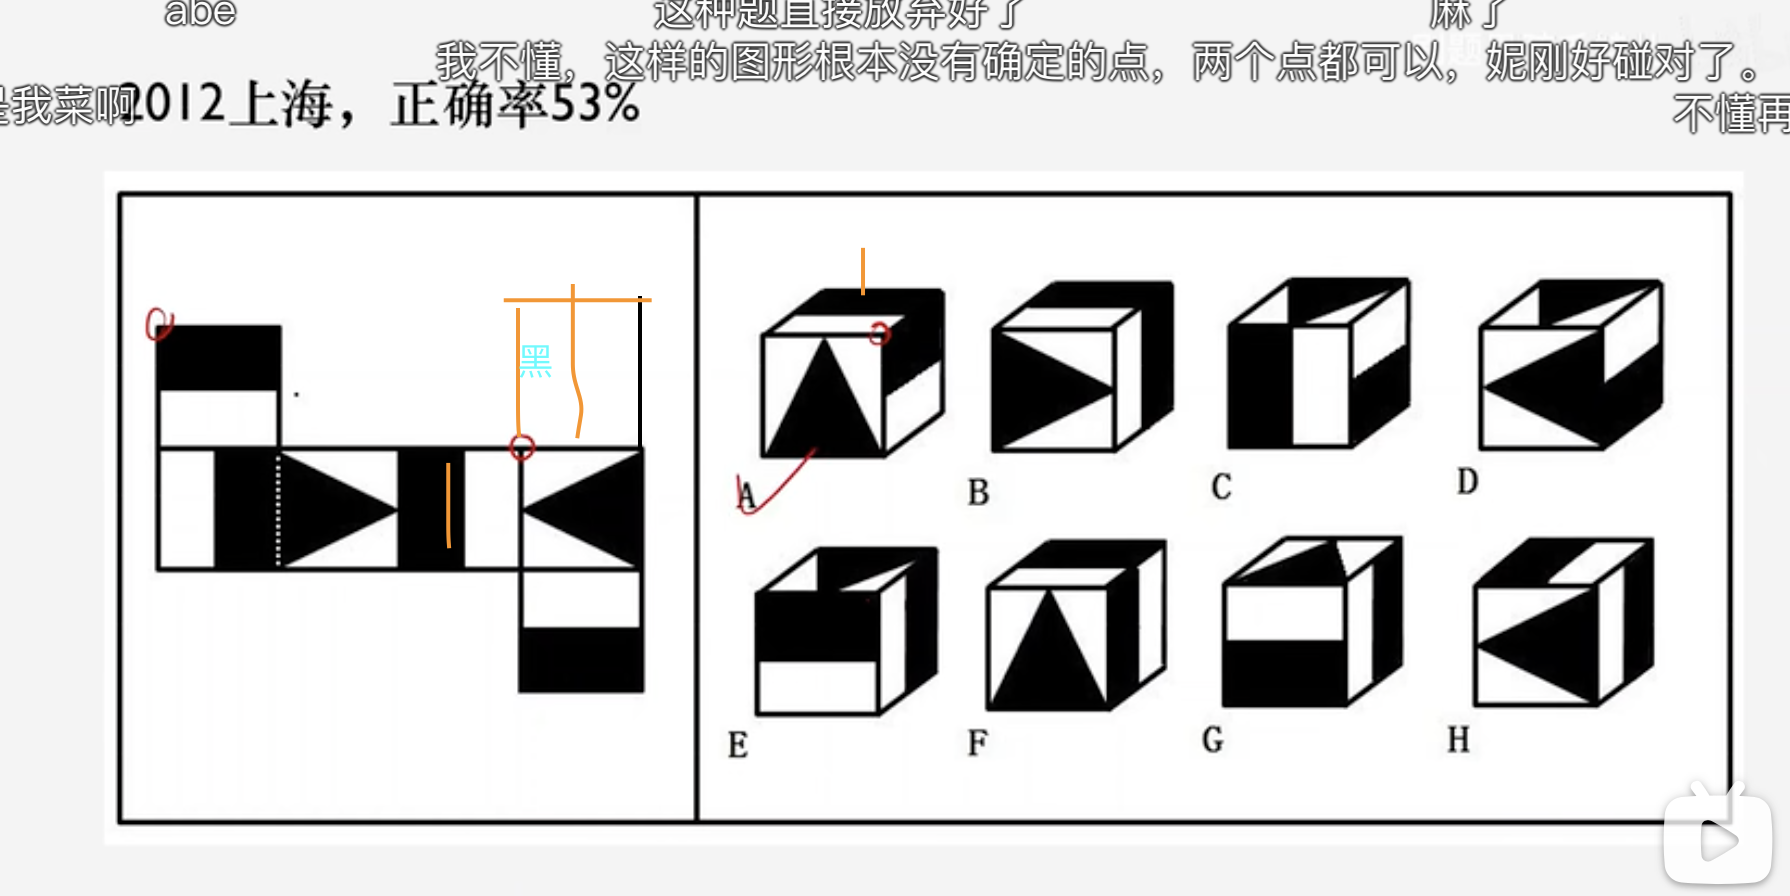 abe
这种题直接放弃好了
麻了
我不懂，这样的图形根本没有确定的点，两个点都可以，妮刚好碰对了。
是我菜啊
2012上海，正确率53%
不懂再
黑
A
B
C
D
E
F
G
H